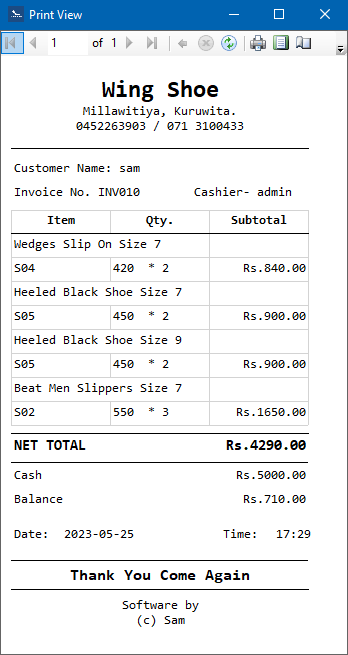 Print View
1 of 1
Wing Shoe
Millawitiya, Kuruwita.
0452263903 / 071 3100433
Customer Name: sam
Invoice No. INV010 Cashier- admin
Item Qty. Subtotal
Wedges Slip On Size 7
S04 420 * 2 Rs.840.00
Heeled Black Shoe Size 7
S05 450 * 2 Rs.900.00
Heeled Black Shoe Size 9
S05 450 * 2 Rs.900.00
Beat Men Slippers Size 7
S02 550 * 3 Rs.1650.00
NET TOTAL Rs.4290.00
Cash Rs.5000.00
Balance Rs.710.00
Date: 2023-05-25 Time: 17:29
Thank You Come Again
Software by
(c) Sam